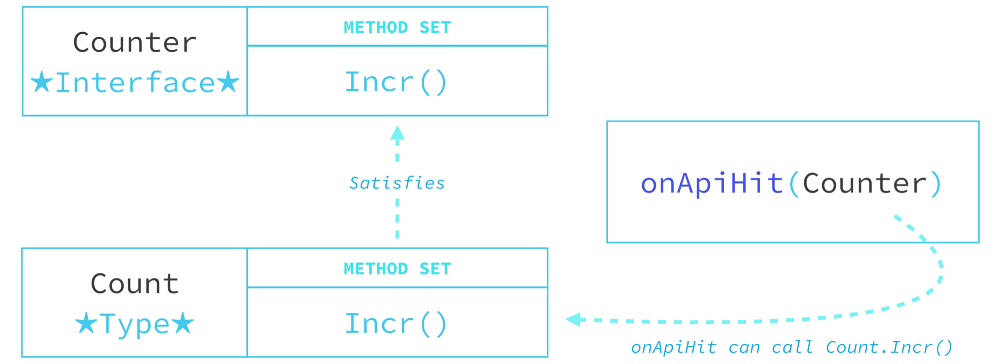 Counter
★Interface★
METHOD SET
Incr()
Satisfies
onApiHit(Counter)
Count
★Type★
METHOD SET
Incr()
onApiHit can call Count.Incr()